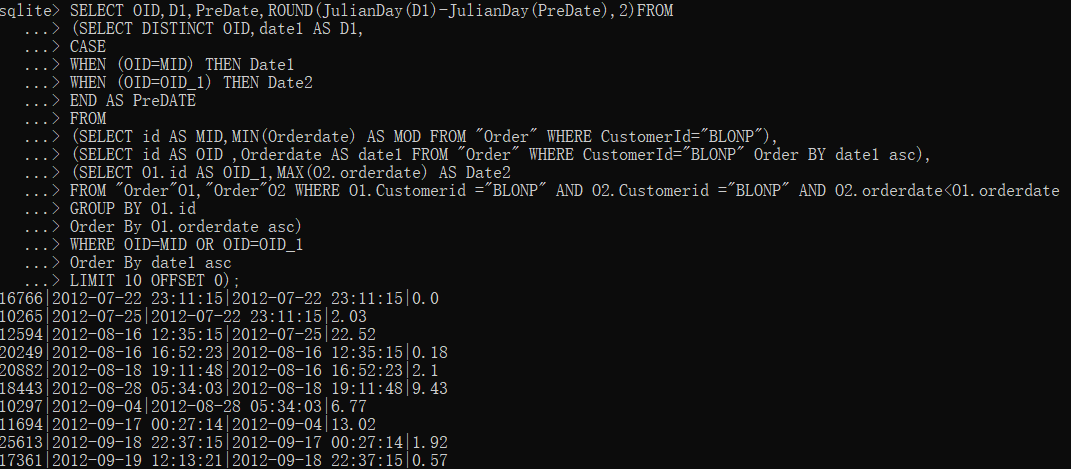 sqlite> SELECT OID,D1,PreDate,ROUND(JulianDay(D1)-JulianDay(PreDate),2)FROM
...> (SELECT DISTINCT OID,date1 AS D1,
...> CASE
...> WHEN (OID=MID) THEN Date1
...> WHEN (OID=OID_1) THEN Date2
...> END AS PreDATE
...> FROM
...> (SELECT id AS MID,MIN(Orderdate) AS MOD FROM "Order" WHERE CustomerId="BLONP"),
...> (SELECT id AS OID ,Orderdate AS date1 FROM "Order" WHERE CustomerId="BLONP" Order BY date1 asc),
...> (SELECT O1.id AS OID_1,MAX(O2.orderdate) AS Date2
...> FROM "Order"O1,"Order"O2 WHERE O1.Customerid ="BLONP" AND O2.Customerid ="BLONP" AND O2.orderdate<O1.orderdate
...> GROUP BY O1.id
...> Order By O1.orderdate asc)
...> WHERE OID=MID OR OID=OID_1
...> Order By date1 asc
...> LIMIT 10 OFFSET 0);
16766|2012-07-22 23:11:15|2012-07-22 23:11:15|0.0
10265|2012-07-25|2012-07-22 23:11:15|2.03
12594|2012-08-16 12:35:15|2012-07-25|22.52
20249|2012-08-16 16:52:23|2012-08-16 12:35:15|0.18
20882|2012-08-18 19:11:48|2012-08-16 16:52:23|2.1
18443|2012-08-28 05:34:03|2012-08-18 19:11:48|9.43
10297|2012-09-04|2012-08-28 05:34:03|6.77
11694|2012-09-17 00:27:14|2012-09-04|13.02
25613|2012-09-18 22:37:15|2012-09-17 00:27:14|1.92
17361|2012-09-19 12:13:21|2012-09-18 22:37:15|0.57